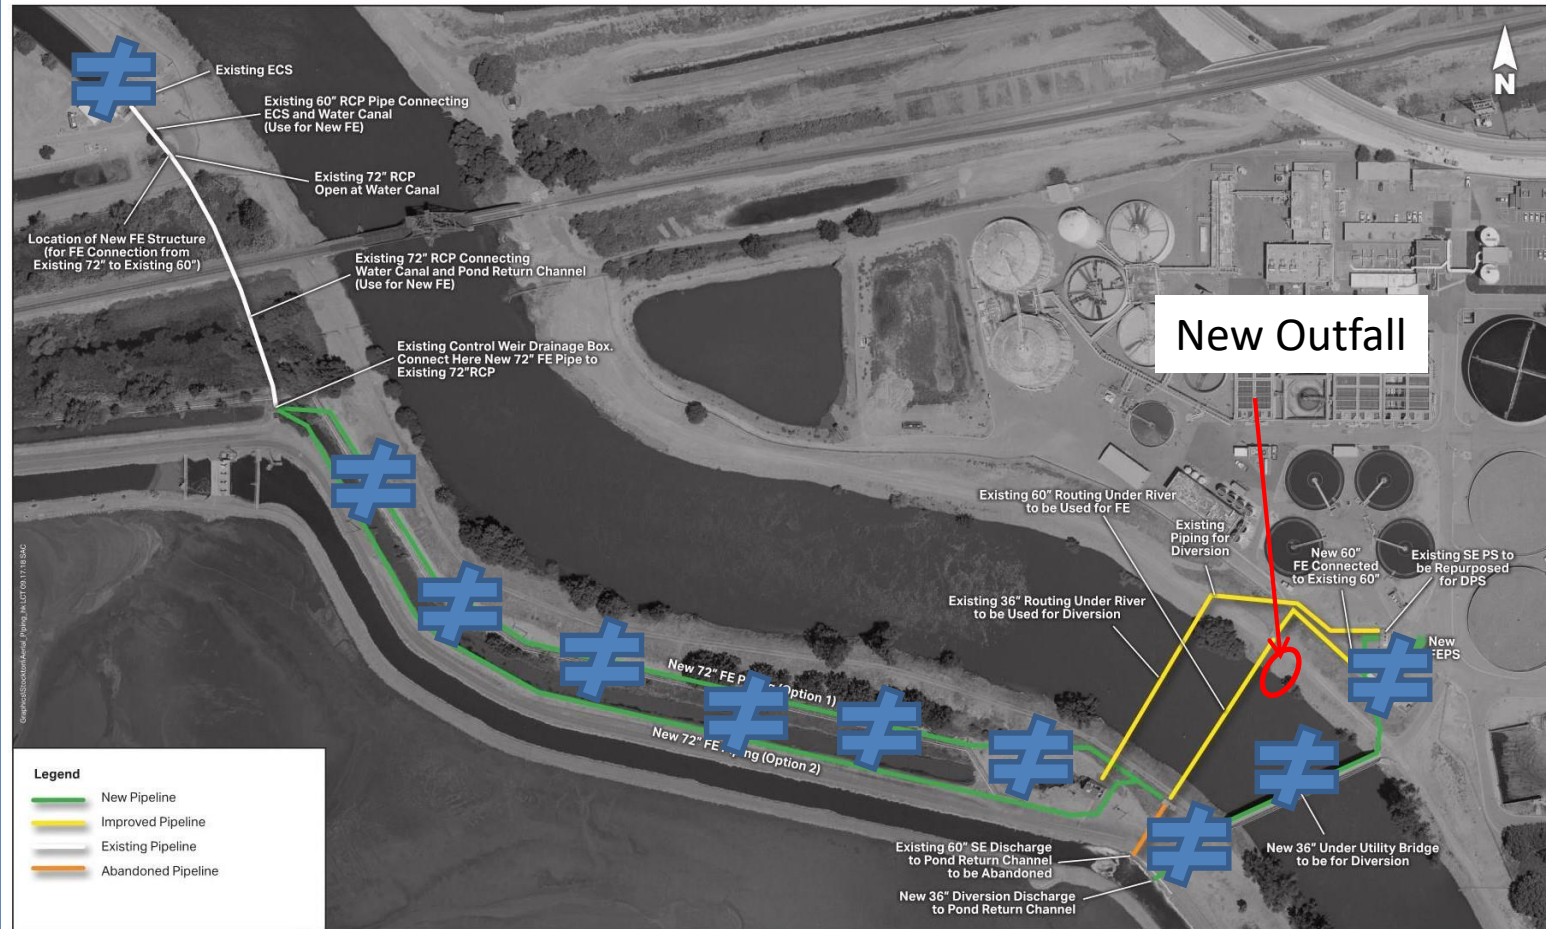 Existing ECS
Existing 60" RCP Pipe Connecting
ECS and Water Canal
(Use for New FE)
Existing 72" RCP
Open at Water Canal
Location of New FE Structure
(for FE Connection from
Existing 72" to Existing 60")
Existing 72" RCP Connecting
Water Canal and Pond Return Channel
(Use for New FE)
Existing Control Weir Drainage Box.
Connect Here New 72" FE Pipe to
Existing 72"RCP
N
New Outfall
Existing 60" Routing Under River
to be Used for FE
Existing
Piping for
Diversion
New 60"
FE Connected
to Existing 60"
Existing SE PS to
be Repurposed
for DPS
Existing 36" Routing Under River
to be Used for Diversion
New
New 72" FE (Option 1)
New 72" FE (Option 2)
Existing 60" SE Discharge
to Pond Return Channel
to be Abandoned
New 36" Diversion Discharge
to Pond Return Channel
New 36" Under Utility Bridge
to be for Diversion
Legend
New Pipeline
Improved Pipeline
Existing Pipeline
Abandoned Pipeline